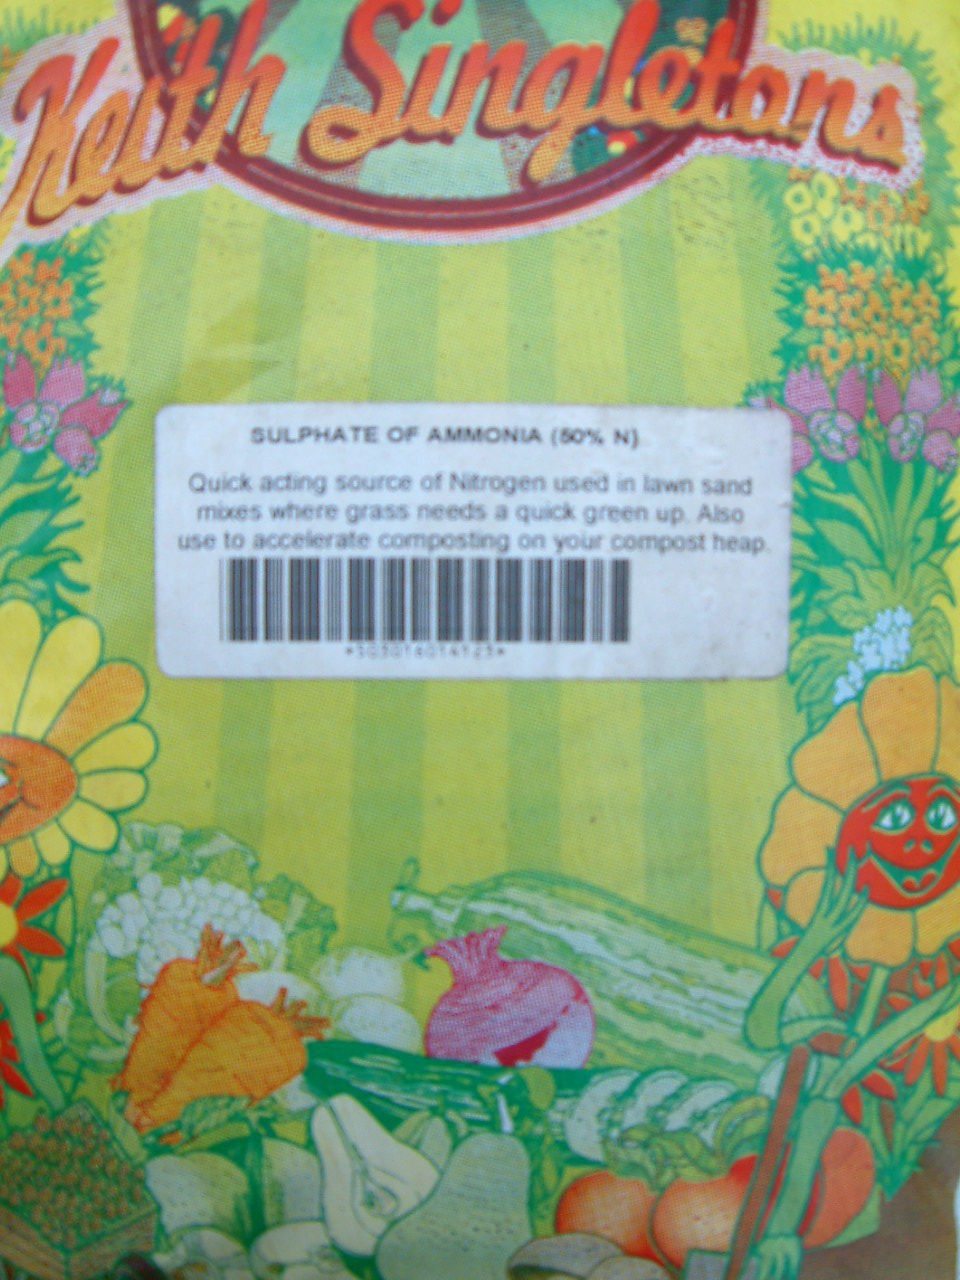 Keith Singletons
SULPHATE OF AMMONIA (50% N)
Quick acting source of Nitrogen used in lawn sand
mixes where grass needs a quick green up. Also
use to accelerate composting on your compost heap.